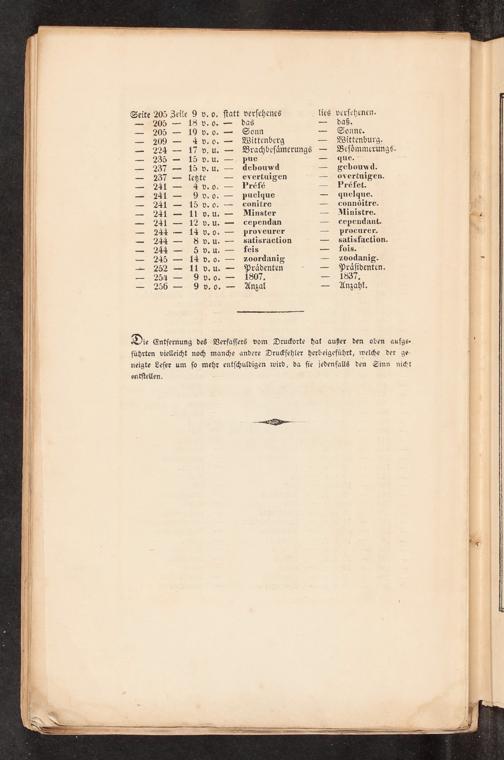 Seite 205 Zeile 9 v. o. statt versehenes lies versehenen.
— 205 — 18 v. o. — das — daß.
— 205 — 19 v. o. — Sonn — Sonne.
— 209 — 4 v. o. — Wittenberg — Wittenburg.
— 224 — 17 v. u. — Brachbesämerungs — Besömmerungs.
— 235 — 15 v. u. — pue — que.
— 237 — 15 v. u. — debouwd — gebouwd.
— 237 — letzte — evertuigen — overtuigen.
— 241 — 4 v. o. — Préfé — Préfet.
— 241 — 9 v. o. — puelque — quelque.
— 241 — 15 v. o. — conitre — connôitre.
— 241 — 11 v. u. — Minster — Ministre.
— 241 — 12 v. u. — cependan — cependant.
— 244 — 14 v. o. — proveurer — procurer.
— 244 — 8 v. u. — satisraction — satisfaction.
— 244 — 5 v. u. — feis — fois.
— 245 — 14 v. o. — zoordanig — zoodanig.
— 252 — 11 v. u. — Prädenten — Präsidenten.
— 254 — 9 v. o. — 1807. — 1837.
— 256 — 9 v. o. — Anzal — Anzahl.
Die Entfernung des Verfassers vom Druckorte hat außer den oben aufge-
führten vielleicht noch manche andere Druckfehler herbeigeführt, welche der ge-
neigte Leser um so mehr entschuldigen wird, da sie jedenfalls den Sinn nicht
entstellen.